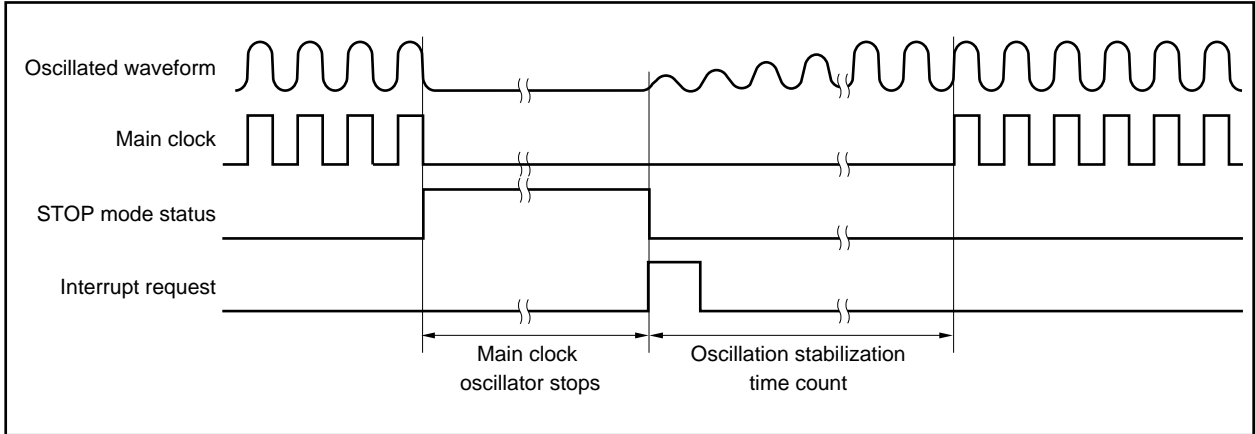 Oscillated waveform
Main clock
STOP mode status
Interrupt request
Main clock
oscillator stops
Oscillation stabilization
time count